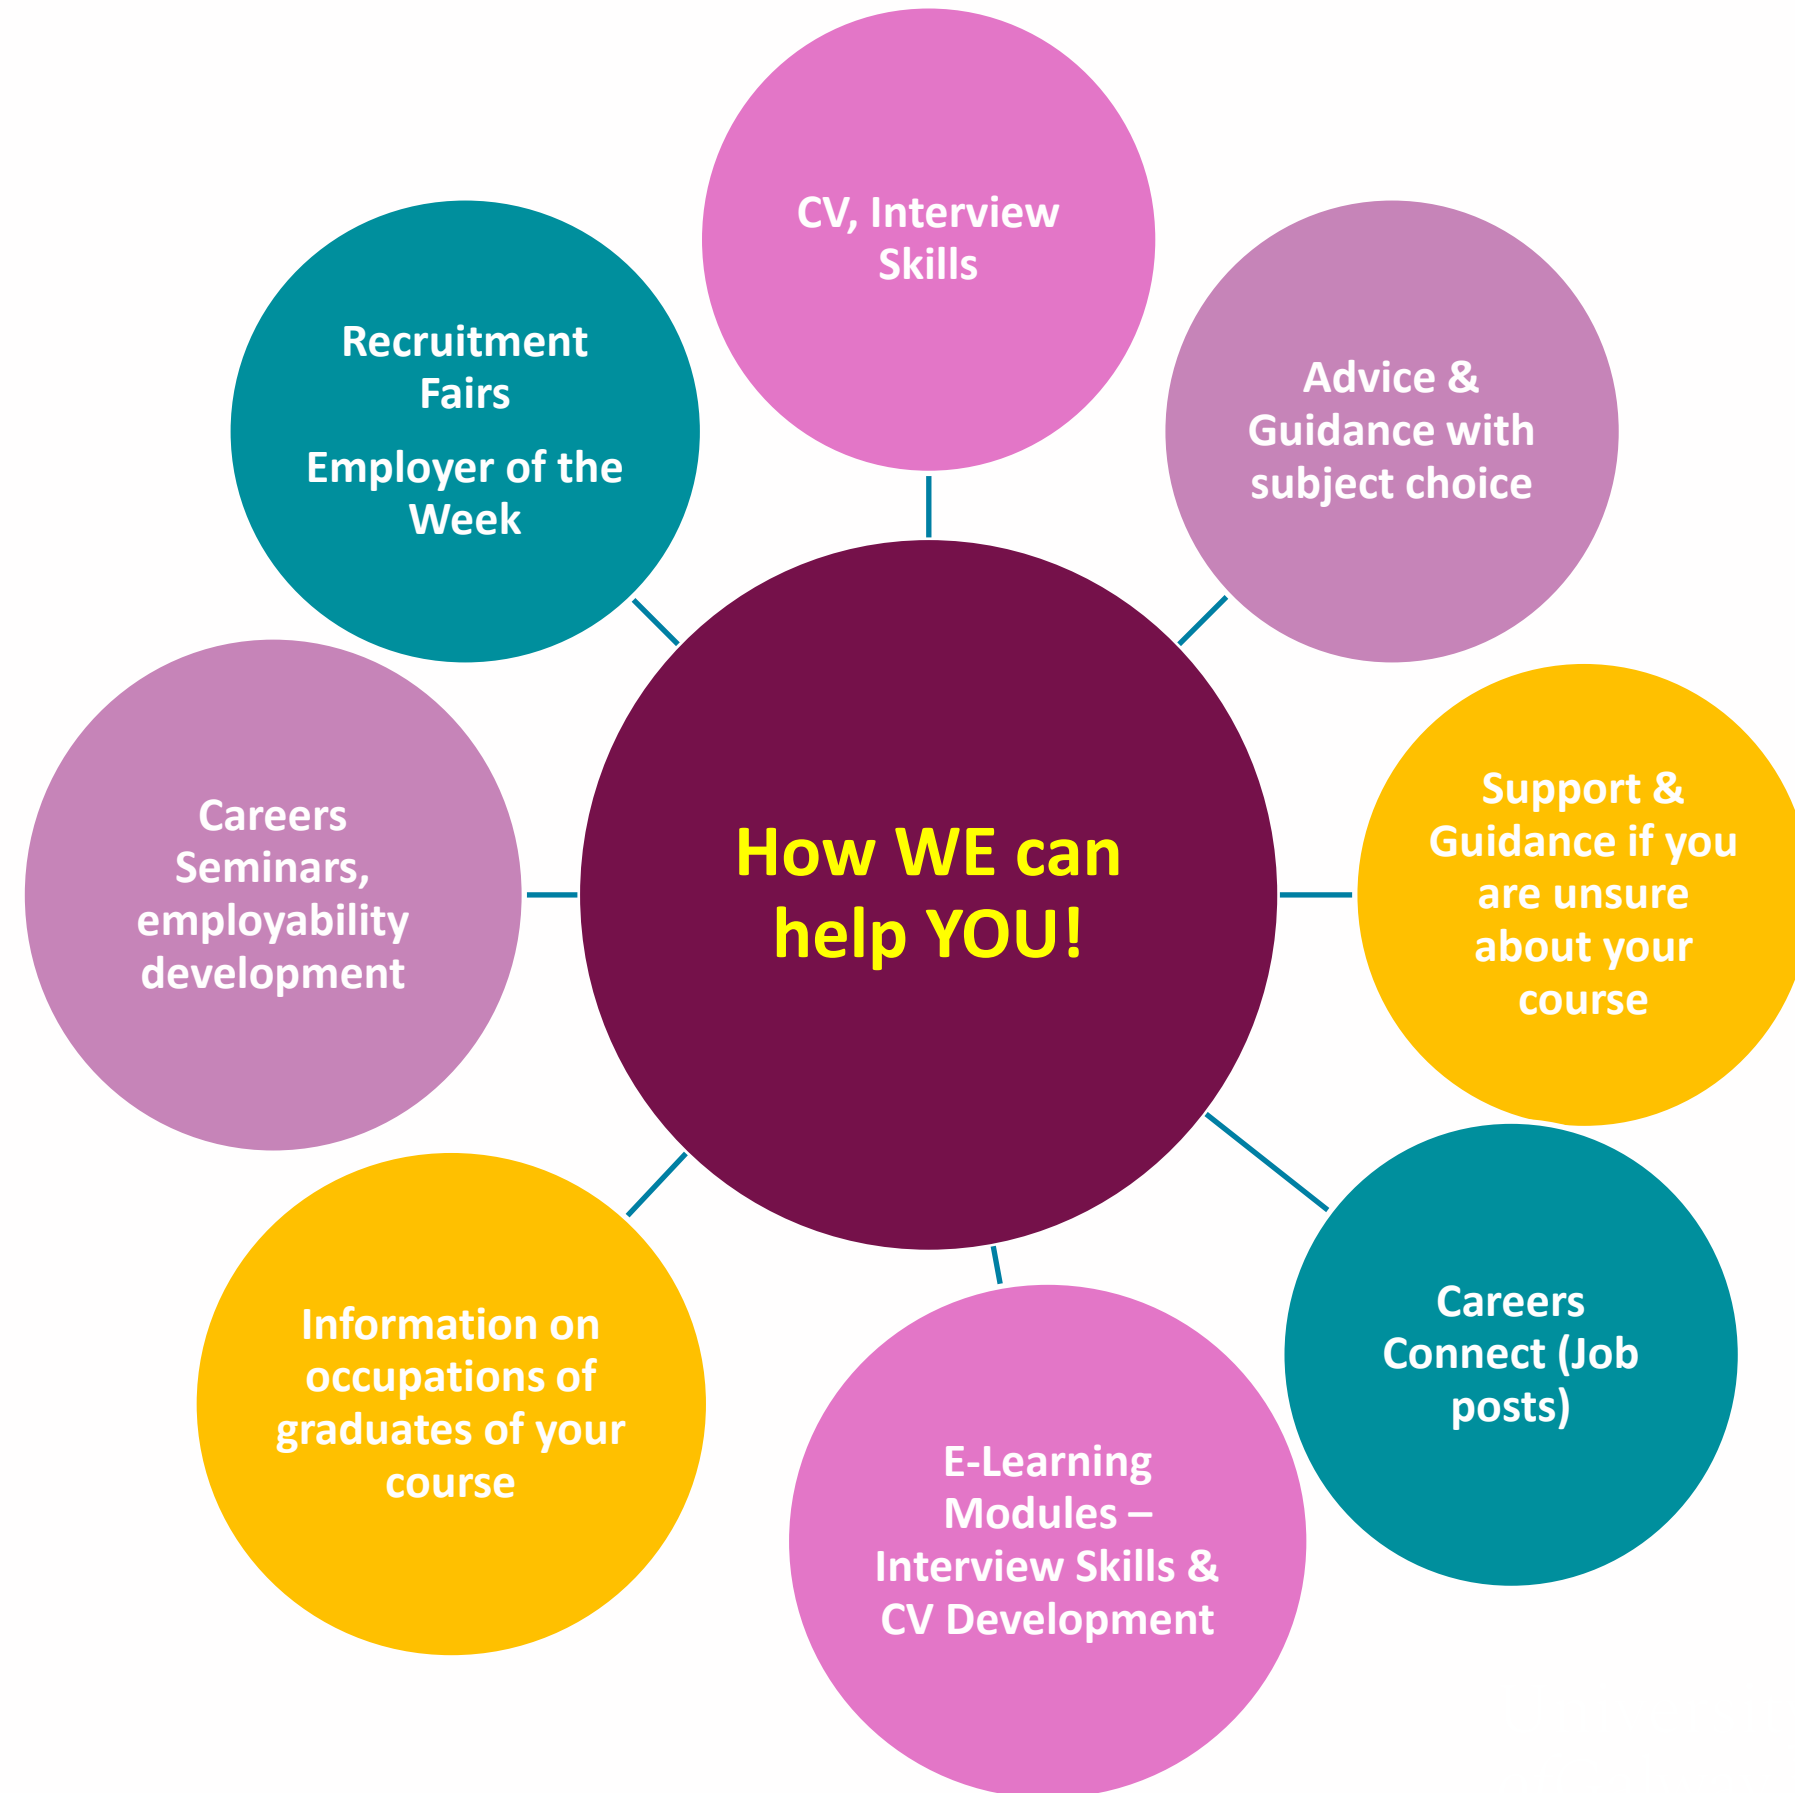 CV, Interview
Skills
Advice &
Guidance with
subject choice
Support &
Guidance if you
are unsure
about your
course
Careers
Connect (Job
posts)
E-Learning
Modules –
Interview Skills &
CV Development
Information on
occupations of
graduates of your
course
Careers
Seminars,
employability
development
Recruitment
Fairs
Employer of the
Week
How WE can
help YOU!